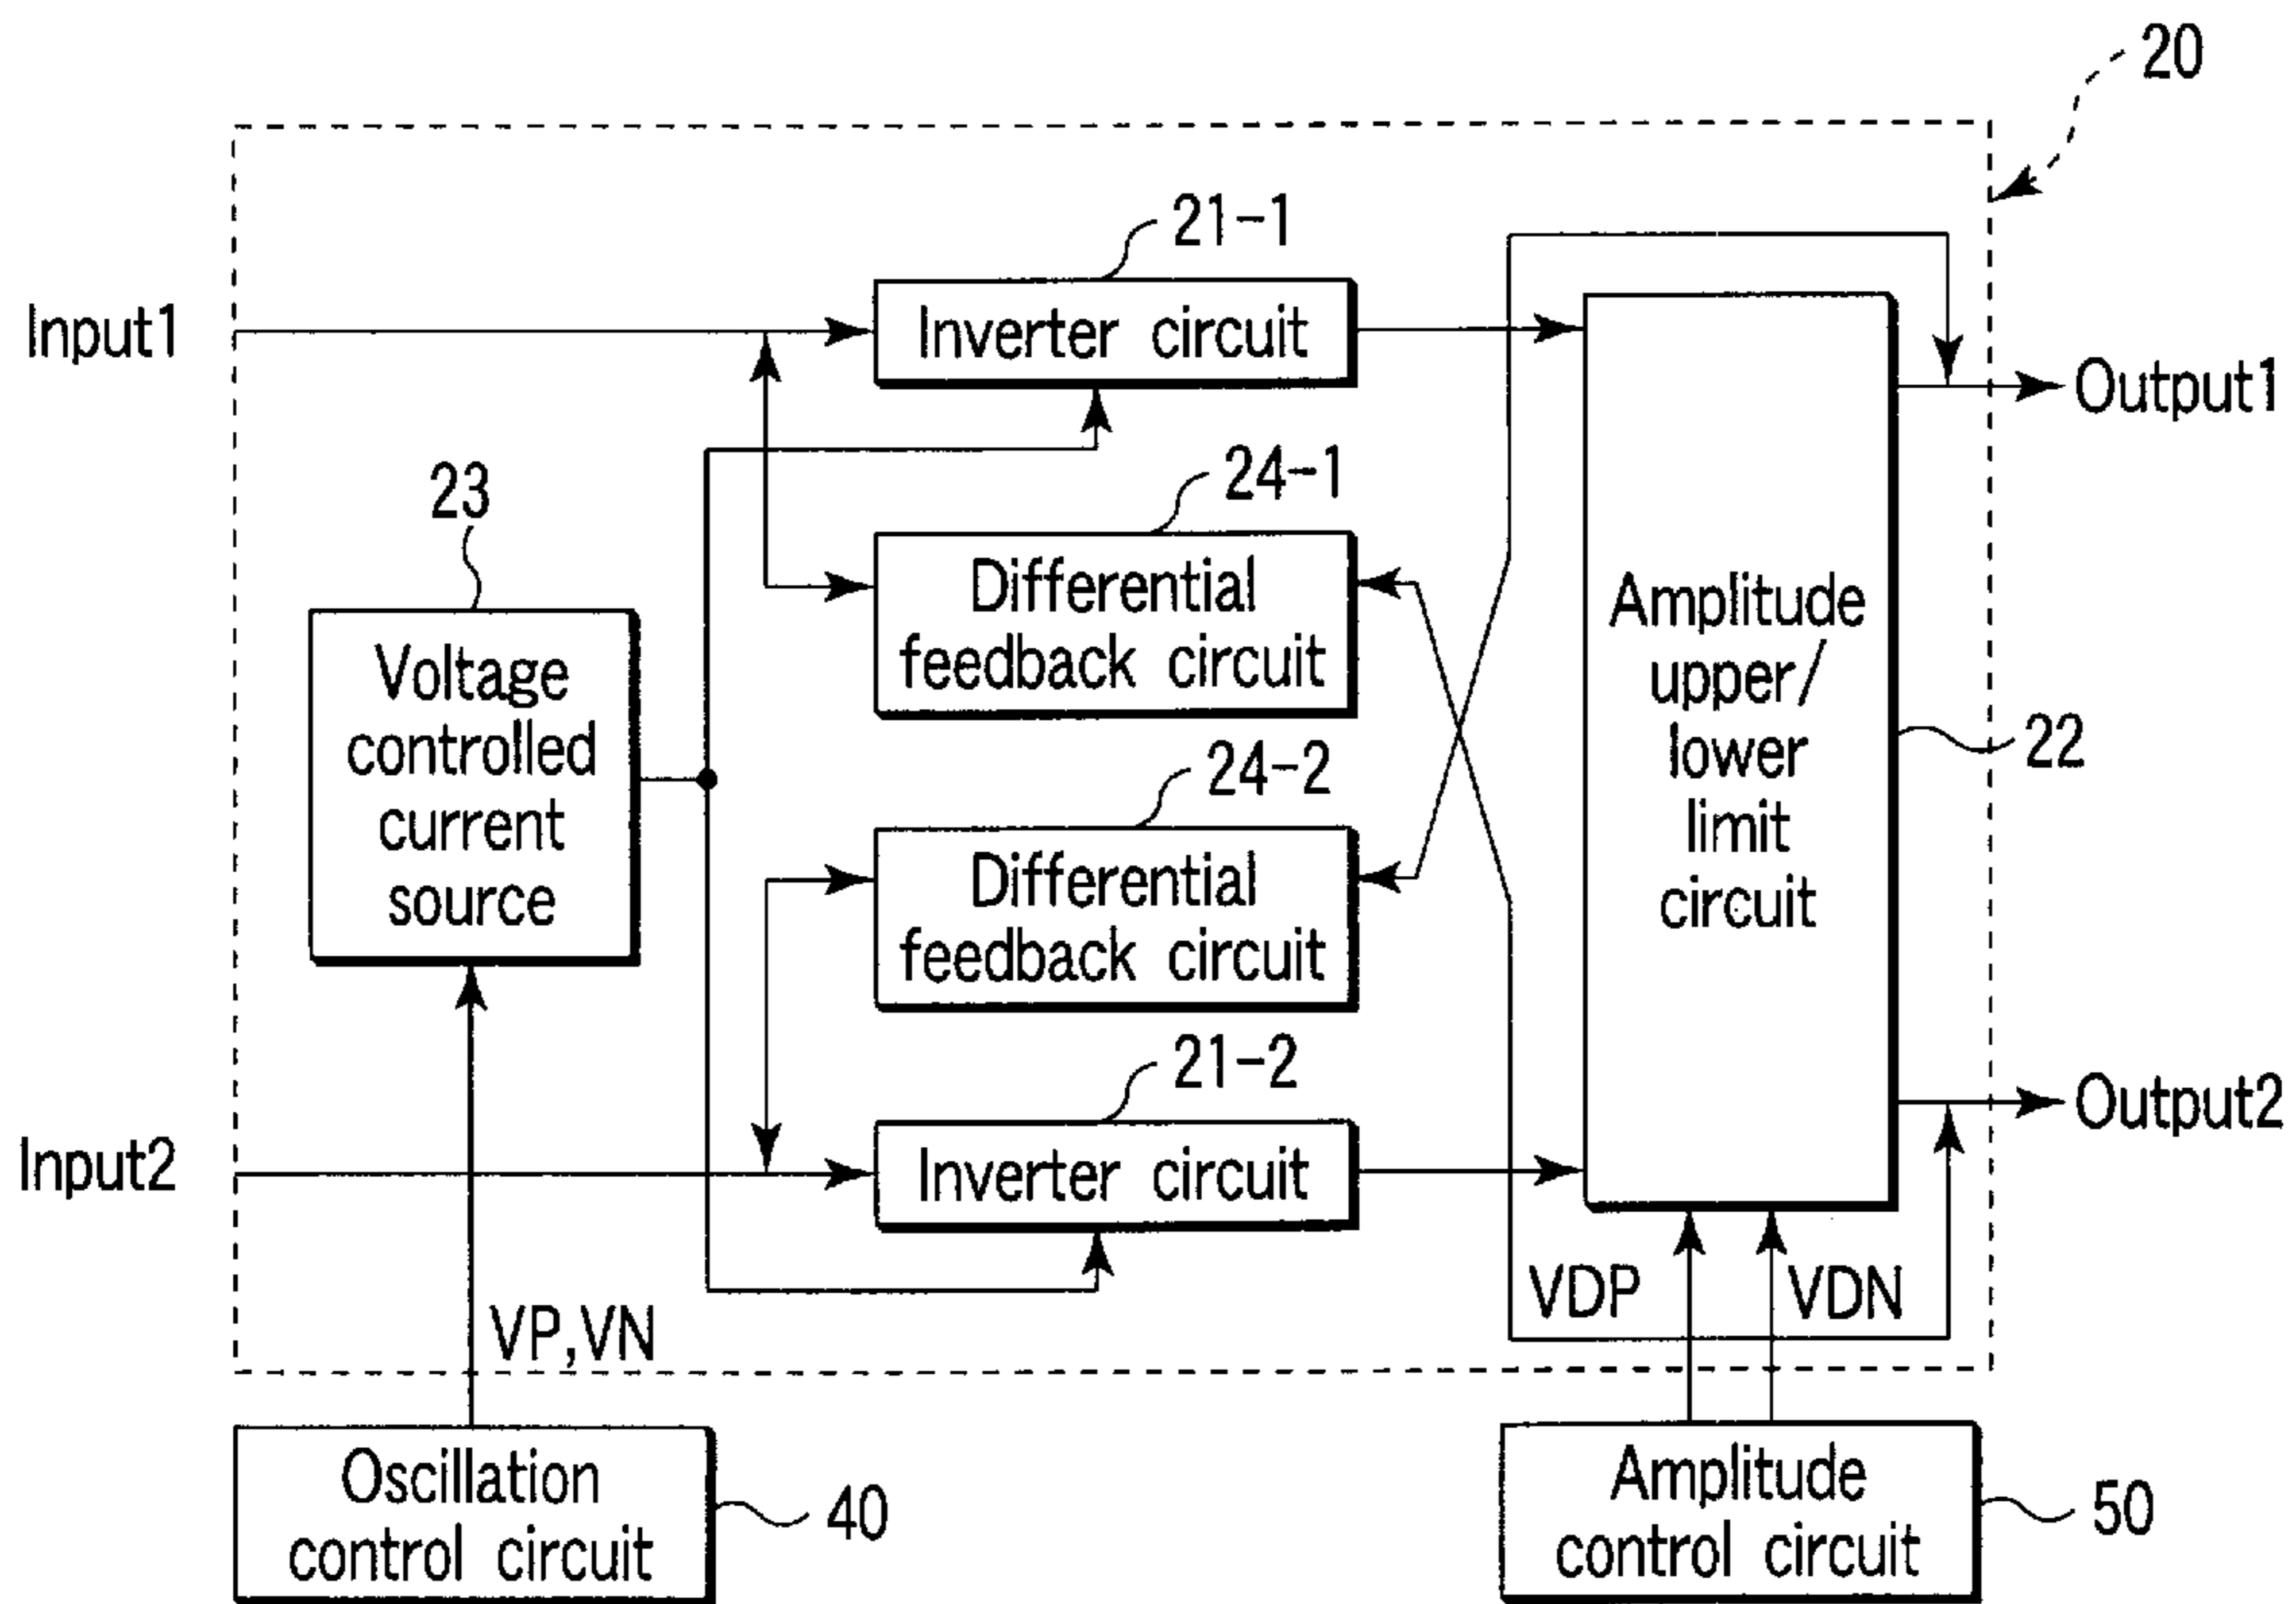 20
21-1
Input1
Inverter circuit
Output1
24-1
23
Differential
feedback circuit
Voltage
controlled
current
source
Amplitude
upper/
lower
limit
circuit
22
24-2
Differential
feedback circuit
21-2
Input2
Inverter circuit
Output2
VP,VN
VDP
VDN
Oscillation
control circuit
40
Amplitude
control circuit
50